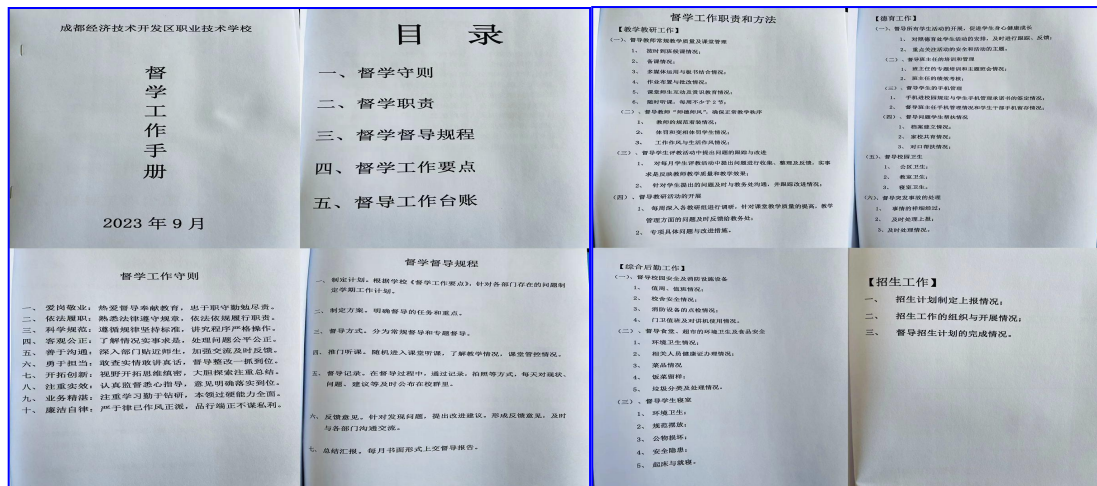 成都经济技术开发区职业技术学校
督学工作手册
2023 年 9 月
目 录
一、督学守则
二、督学职责
三、督学督导规程
四、督学工作要点
五、督导工作台账
督学工作职责和方法
【教学教研工作】
(一)、督导教师常规教学质量及课堂管理
1、 按时到班候课情况;
2、 备课情况;
3、 多媒体运用与板书结合情况;
4、 作业布置与批改情况;
5、 课堂师生互动及普识教育情况;
6、 随时听课,每周不少于 2 节;
(二)、督导教师“师德师风”,确保正常教学秩序
1、 教师的规范着装情况;
2、 体罚和变相体罚学生情况;
3、 工作作风与生活作风情况;
(三)、督导学生评教活动中提出问题的跟踪与改进
1、 对每月学生评教活动中提出问题进行收集、整理及反馈,实事
求是反映教师教学质量和教学效果;
2、 针对学生提出的问题及时与教务处沟通,并跟踪改进情况;
(四)、督导教研活动的开展
1、 每周深入各教研组进行调研,针对课堂教学质量的提高,教学
管理方面的问题及时反馈给教务处;
2、 专项具体问题与改进措施。
【德育工作】
(一)、督导所有学生活动的开展,促进学生身心健康成长
1、 对照德育处学生活动的安排,及时进行跟踪、反馈;
2、 重点关注活动的安全和活动的主题。
(二)、督导班主任的培训和管理
1、 班主任的专题培训和主题班会情况;
2、 班主任的绩效考核;
(三)、督导学生的手机管理
1、 手机进校园规定与学生手机管理承诺书的签定情况;
2、 督导班主任手机管理情况和学生干部手机留存情况;
(四)、督导问题学生帮扶情况
1、 档案建立情况;
2、 家校共育情况;
3、 对口帮扶情况;
(五)、督导校园卫生
1、 公区卫生;
2、 教室卫生;
3、 寝室卫生;
(六)、督导突发事故的处理
1、 事情的详细经过;
2、 及时处理上报;
3、及时处理情况。
督学工作守则
一、 爱岗敬业:热爱督导奉献教育,忠于职守勤勉尽责。
二、 依法履职:熟悉法律遵守规章,依法依规履行职责。
三、 科学规范:遵循规律坚持标准,讲究程序严格操作。
四、 客观公正:了解情况实事求是,处理问题公平公正。
五、 善于沟通:深入部门贴近师生,加强交流及时反馈。
六、 勇于担当:敢查实情敢讲真话,督导整改一抓到位。
七、 开拓创新:视野开拓思维缜密,大胆探索注重总结。
八、 注重实效:认真监督悉心指导,意见明确落实到位。
九、 业务精湛:注重学习勤于钻研,本领过硬能力全面。
十、 廉洁自律:严于律已作风正派,品行端正不谋私利。
督学督导规程
一、制定计划。根据学校《督学工作要点》,针对各部门存在的问题制
定学期工作计划。
二、制定方案。明确督导的任务和重点。
三、督导方式。分为常规督导和专题督导。
四、推门听课。随机进入课堂听课,了解教学情况,课堂管控情况。
五、督导记录。在督导过程中,通过记录、拍照等方式,每天对现状、
问题、建议等及时公布在校群里。
六、反馈意见。针对发现问题,提出改进建议,形成反馈意见,及时
与各部门沟通交流。
七、总结汇报。每月书面形式上交督导报告。
【综合后勤工作】
(一)、督导校园安全及消防设施设备
1、 值周、值班情况;
2、 校舍安全情况;
3、 消防设备的点检情况;
4、 门卫值班及对讲机使用情况。
(二)、督导食堂、超市的环境卫生及食品安全
1、 环境卫生情况;
2、 相关人员健康证办理情况;
3、 菜品情况
4、 饭菜留样;
5、 垃圾分类及处理情况。
(三)、督导学生寝室
1、 环境卫生;
2、 规范摆放;
3、 公物损坏;
4、 安全隐患;
5、 起床与就寝。
【招生工作】
一、 招生计划制定上报情况;
二、 招生工作的组织与开展情况;
三、 督导招生计划的完成情况。